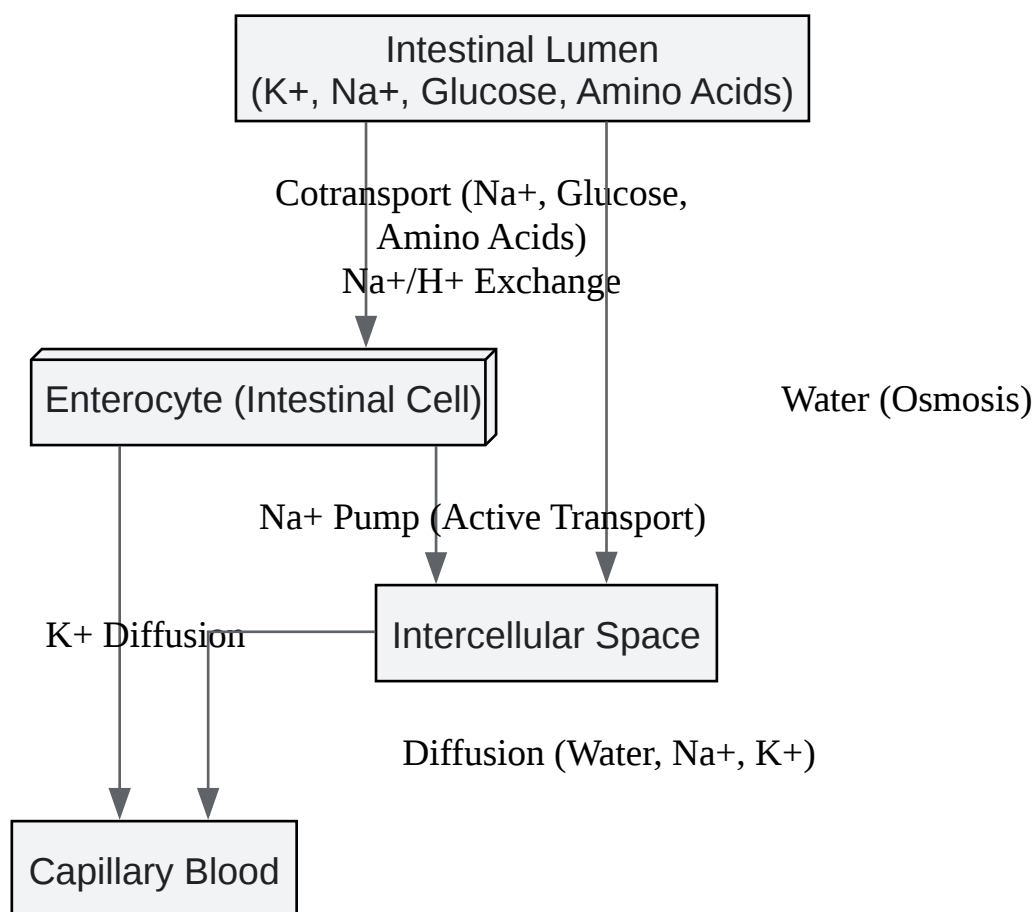 Intestinal Lumen
(K+, Na+, Glucose, Amino Acids)
Cotransport (Na+, Glucose,
Amino Acids)
Na+/H+ Exchange
Enterocyte (Intestinal Cell)
Water (Osmosis)
Na+ Pump (Active Transport)
K+ Diffusion
Intercellular Space
Diffusion (Water, Na+, K+)
Capillary Blood